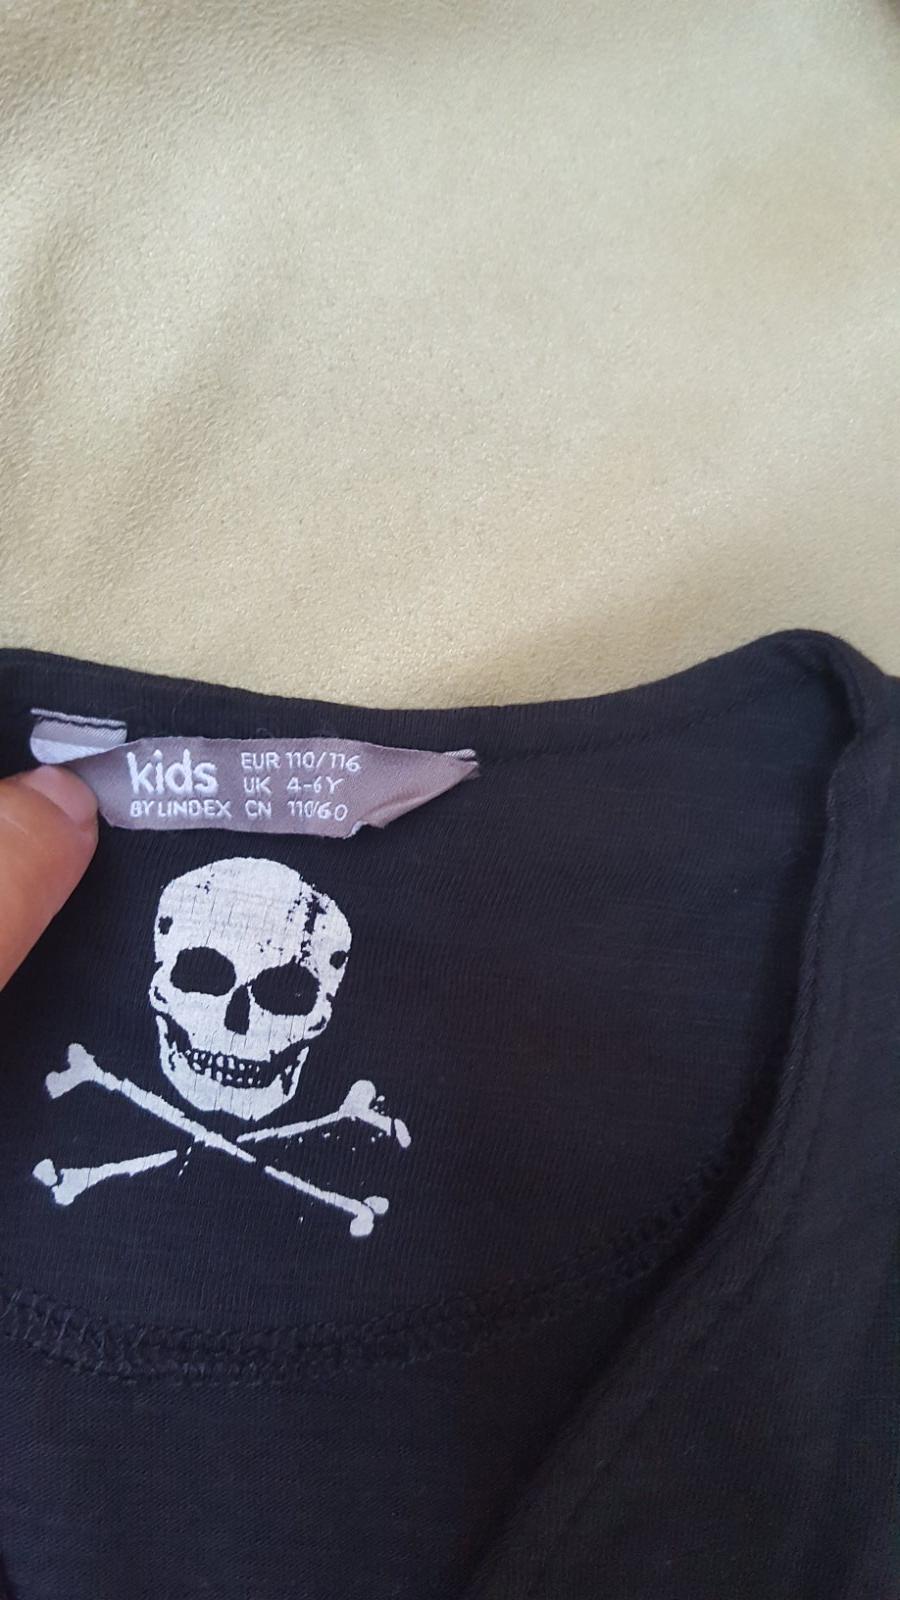 kids
BY LINDEX
EUR 110/116
UK 4-6Y
CN 110/60